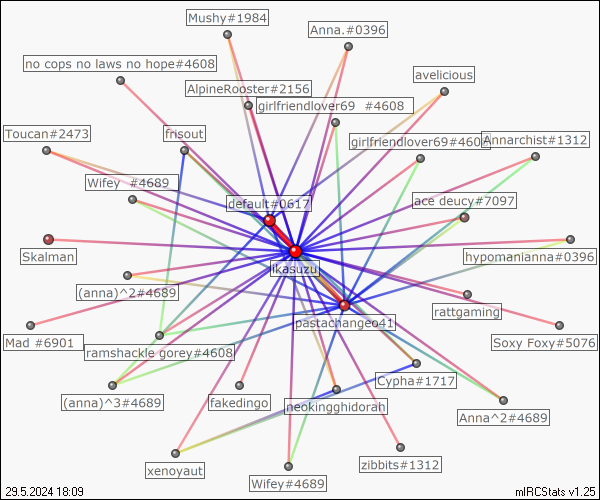 Mushy#1984
Anna.#0396
no cops no laws no hope#4608
avelicious
AlpineRooster#2156
girlfriendlover69 #4608
Toucan#2473
frisout
girlfriendlover69#460
Annarchist#1312
Wifey #4689
default#0617
ace deucy#7097
Skalman
likasuzu
hypomanianna#0396
(anna)^2#4689
rattgaming
pastachangeo41
Mad #6901
ramshackle gorey#4608
Soxy Foxy#5076
Cypha#1717
(anna)^3#4689
fakedingo
neokingghidorah
Anna^2#4689
xenoyaut
zibbits#1312
Wifey#4689
29.5.2024 18:09
mIRCStats v1.25